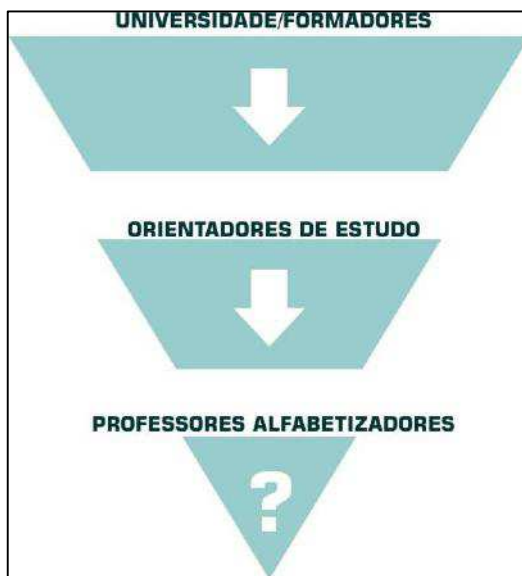 UNIVERSIDADE/FORMADORES
ORIENTADORES DE ESTUDO
PROFESSORES ALFABETIZADORES
?